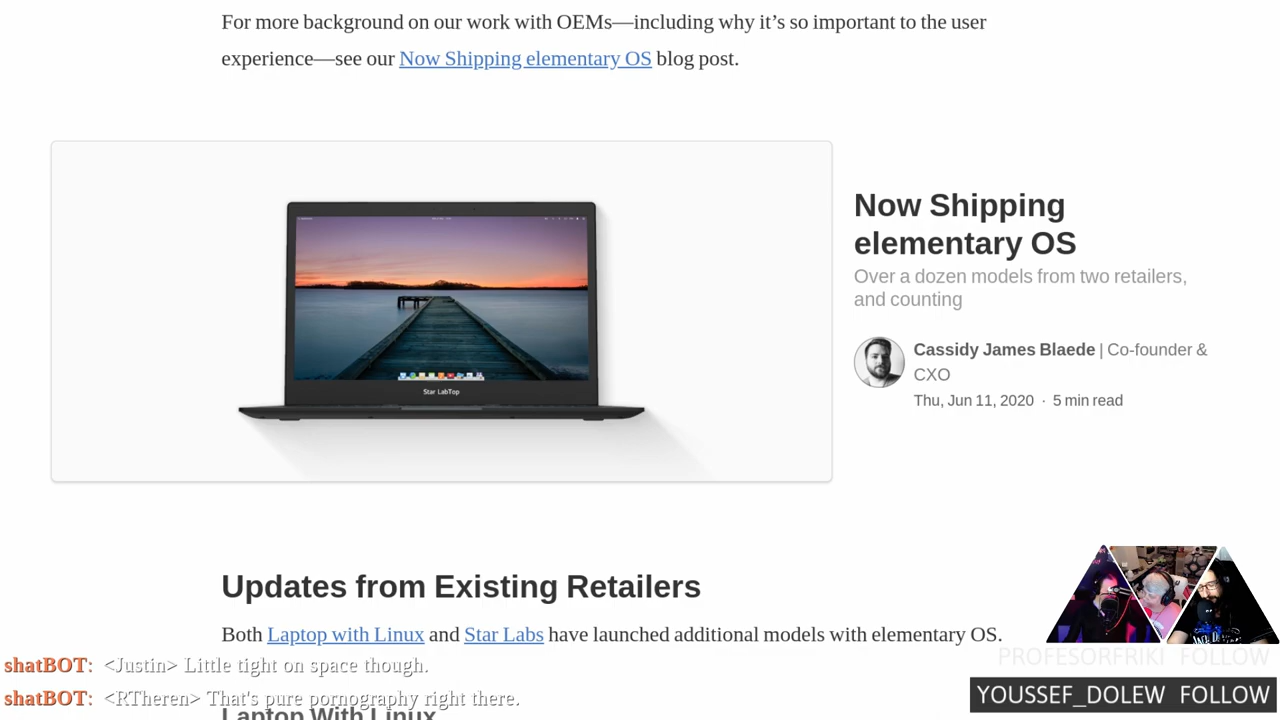 For more background on our work with OEMs—including why it’s so important to the user
experience—see our Now Shipping elementary OS blog post.
Star LabTop
Now Shipping
elementary OS
Over a dozen models from two retailers,
and counting
Cassidy James Blaede | Co-founder &
CXO
Thu, Jun 11, 2020 · 5 min read
Updates from Existing Retailers
Both Laptop with Linux and Star Labs have launched additional models with elementary OS.
shatBOT: <Justin> Little tight on space though.
shatBOT: <RTheren> That's pure pornography right there.
Laptop With Linux
PROFESORFRIKI FOLLOW
YOUSSEF_DOLEW FOLLOW